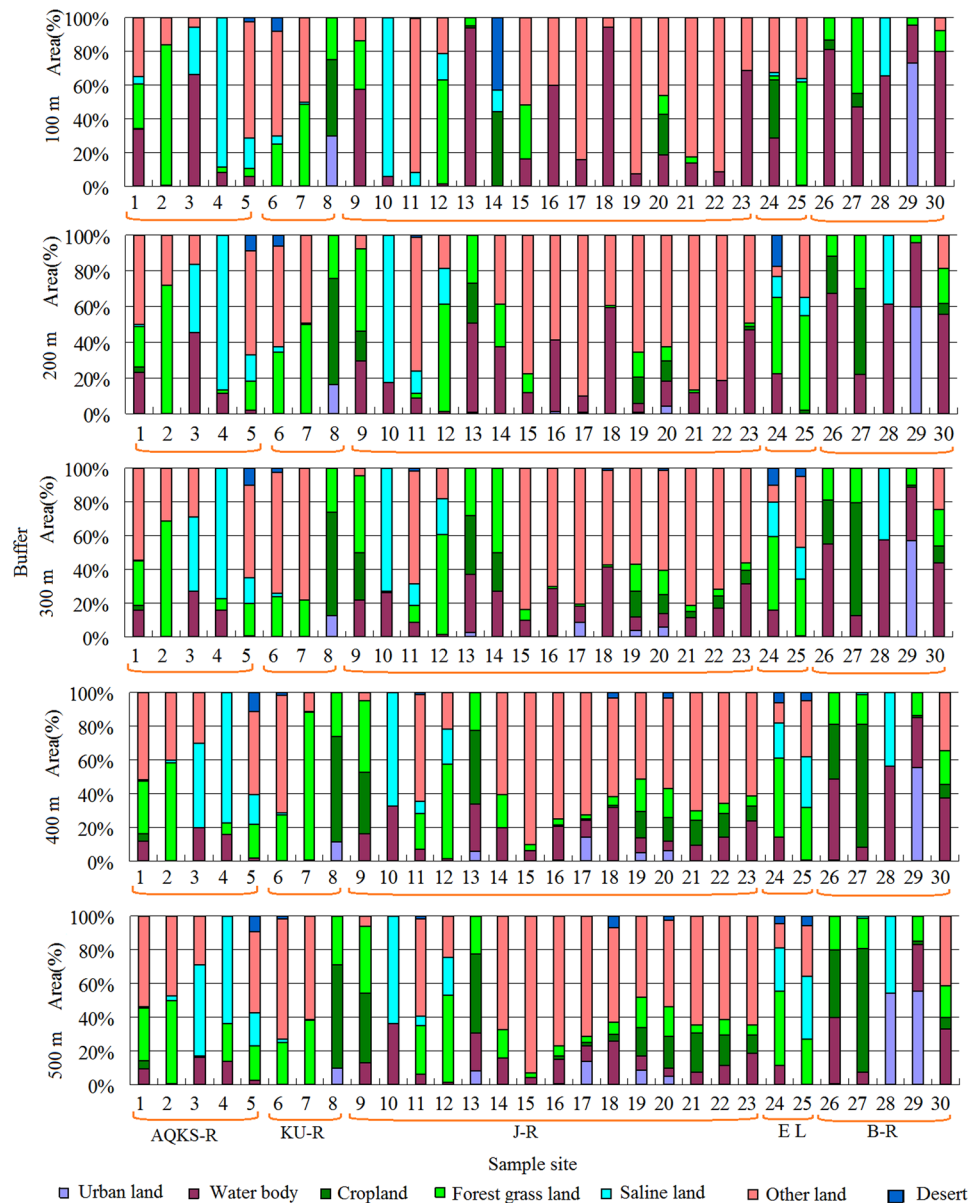 100 m Area(%)
100%
80%
60%
40%
20%
0%
1 2 3 4 5 6 7 8 9 10 11 12 13 14 15 16 17 18 19 20 21 22 23 24 25 26 27 28 29 30
200 m Area(%)
100%
80%
60%
40%
20%
0%
1 2 3 4 5 6 7 8 9 10 11 12 13 14 15 16 17 18 19 20 21 22 23 24 25 26 27 28 29 30
Buffer
300 m Area(%)
100%
80%
60%
40%
20%
0%
1 2 3 4 5 6 7 8 9 10 11 12 13 14 15 16 17 18 19 20 21 22 23 24 25 26 27 28 29 30
400 m Area(%)
100%
80%
60%
40%
20%
0%
1 2 3 4 5 6 7 8 9 10 11 12 13 14 15 16 17 18 19 20 21 22 23 24 25 26 27 28 29 30
500 m Area(%)
100%
80%
60%
40%
20%
0%
1 2 3 4 5 6 7 8 9 10 11 12 13 14 15 16 17 18 19 20 21 22 23 24 25 26 27 28 29 30
AQKS-R KU-R J-R E L B-R
Sample site
Urban land Water body Cropland Forest grass land Saline land Other land Desert